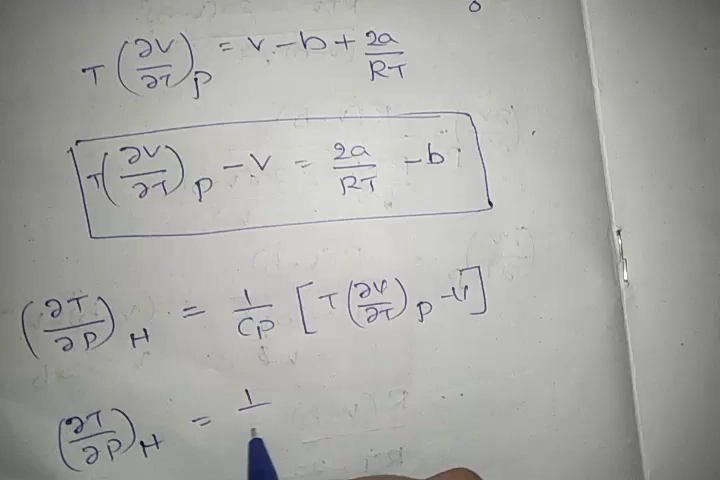 T(∂V/∂T)P = V - b + 2a/RT
T(∂V/∂T)P - V = 2a/RT - b
(∂T/∂P)H = 1/CP [T(∂V/∂T)P - V]
(∂T/∂P)H = 1/